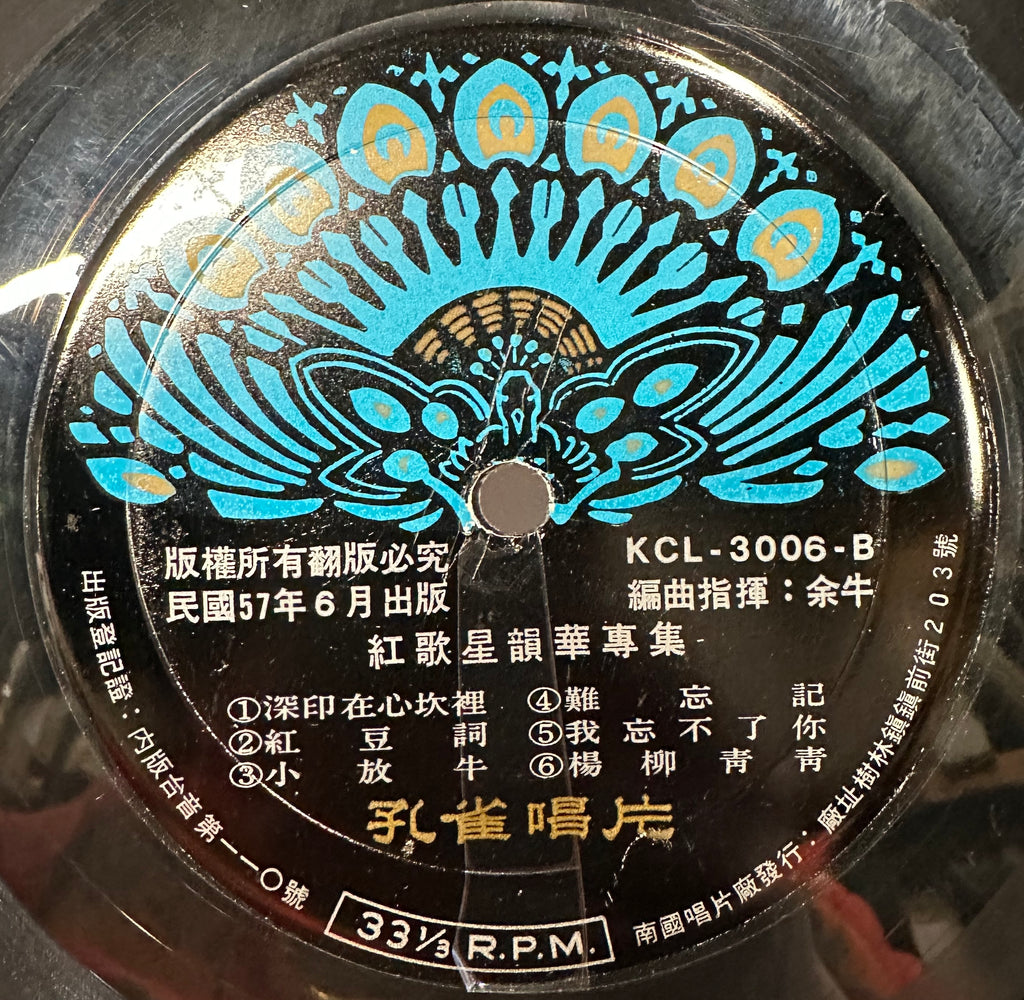 版權所有翻版必究
民國57年6月出版
KCL-3006-B
編曲指揮：余牛
紅歌星韻華專集
①深印在心坎裡
②紅豆詞
③小放牛
④難忘記
⑤我忘不了你
⑥楊柳青青
孔雀唱片
33⅓ R.P.M.
出版登記證：內版台音第一一〇號
南國唱片廠發行：廠址樹林鎮鎮前街203號